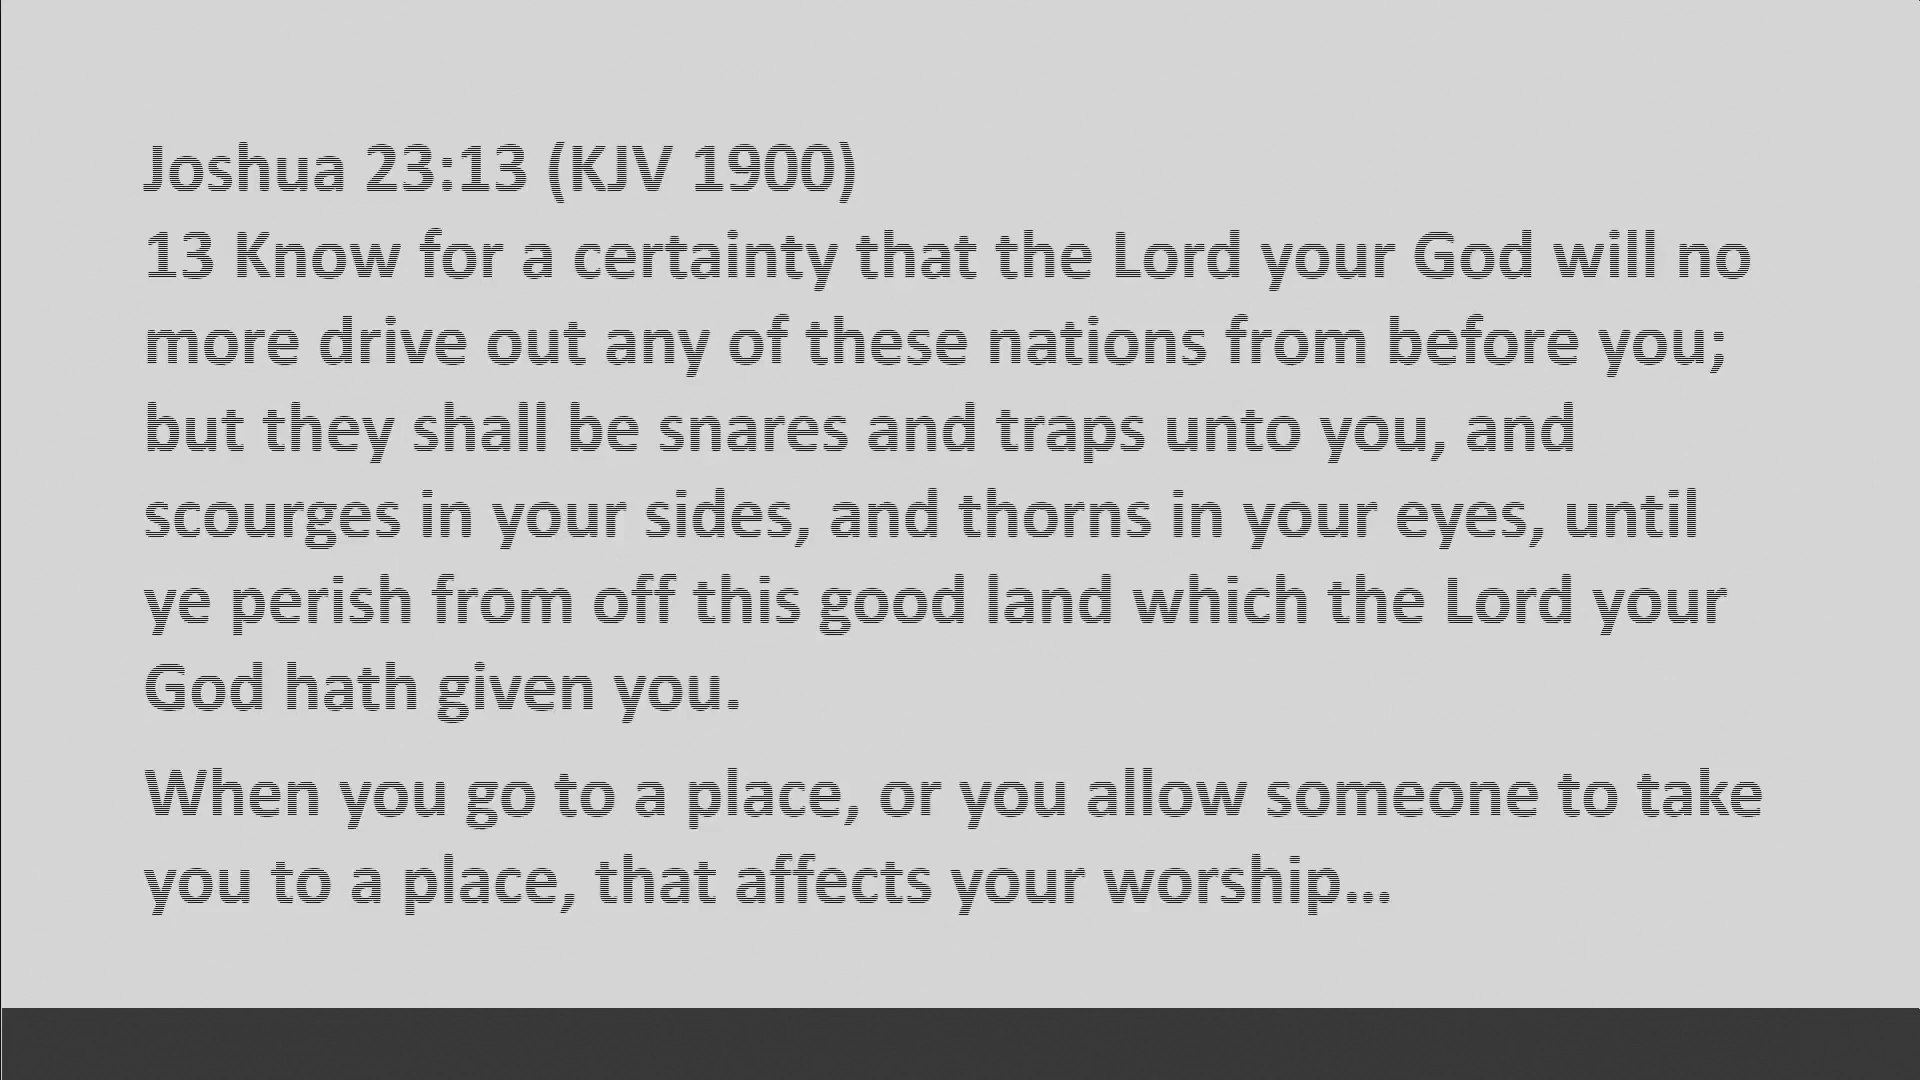 Joshua 23:13 (KJV 1900)
13 Know for a certainty that the Lord your God will no
more drive out any of these nations from before you;
but they shall be snares and traps unto you, and
scourges in your sides, and thorns in your eyes, until
ye perish from off this good land which the Lord your
God hath given you.
When you go to a place, or you allow someone to take
you to a place, that affects your worship...